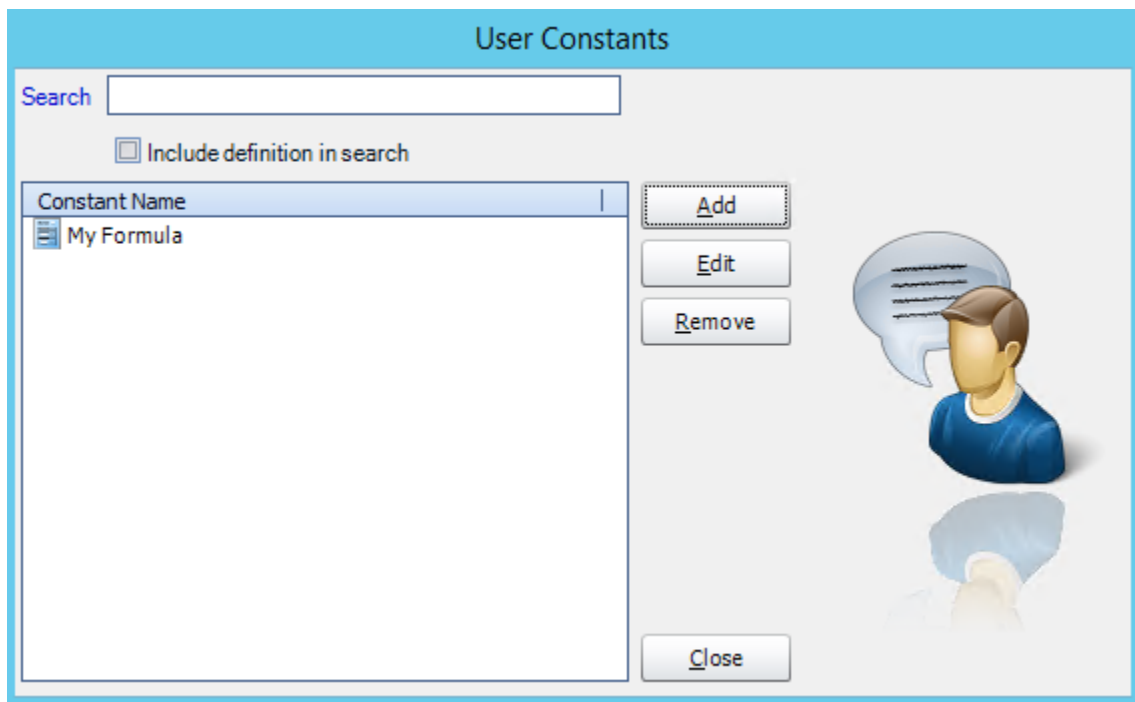 User Constants
Search
Include definition in search
Constant Name
My Formula
Add
Edit
Remove
Close